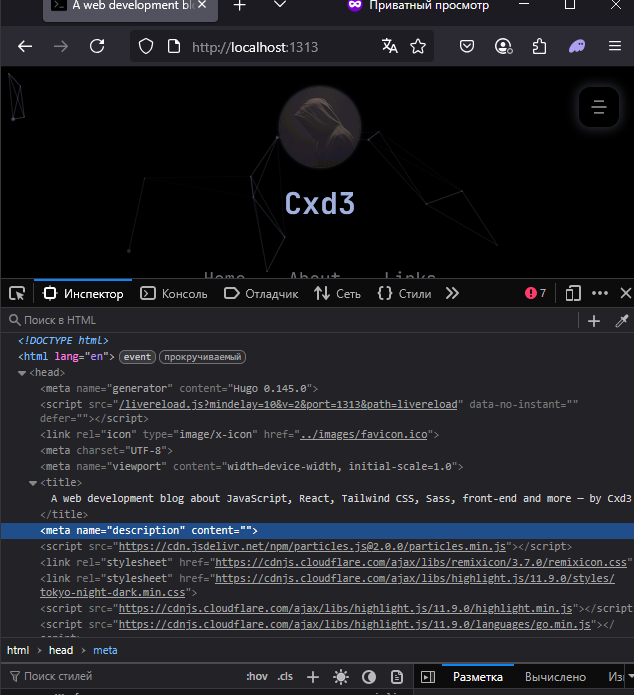 A web development blo
Приватный просмотр
http://localhost:1313
Cxd3
Home About Links
Инспектор Консоль Отладчик Сеть Стили 7
Поиск в HTML
<!DOCTYPE html>
<html lang="en"> event прокручиваемый
<head>
<meta name="generator" content="Hugo 0.145.0">
<script src="/livereload.js?mindelay=10&v=2&port=1313&path=livereload" data-no-instant=""
defer=""></script>
<link rel="icon" type="image/x-icon" href="../images/favicon.ico">
<meta charset="UTF-8">
<meta name="viewport" content="width=device-width, initial-scale=1.0">
<title>
A web development blog about JavaScript, React, Tailwind CSS, Sass, front-end and more — by Cxd3
</title>
<meta name="description" content="">
<script src="https://cdn.jsdelivr.net/npm/particles.js@2.0.0/particles.min.js"></script>
<link rel="stylesheet" href="https://cdnjs.cloudflare.com/ajax/libs/remixicon/3.7.0/remixicon.css"
<link rel="stylesheet" href="https://cdnjs.cloudflare.com/ajax/libs/highlight.js/11.9.0/styles/
tokyo-night-dark.min.css">
<script src="https://cdnjs.cloudflare.com/ajax/libs/highlight.js/11.9.0/highlight.min.js"></script
<script src="https://cdnjs.cloudflare.com/ajax/libs/highlight.js/11.9.0/languages/go.min.js"></
html head meta
Поиск стилей :hov .cls Разметка Вычислено